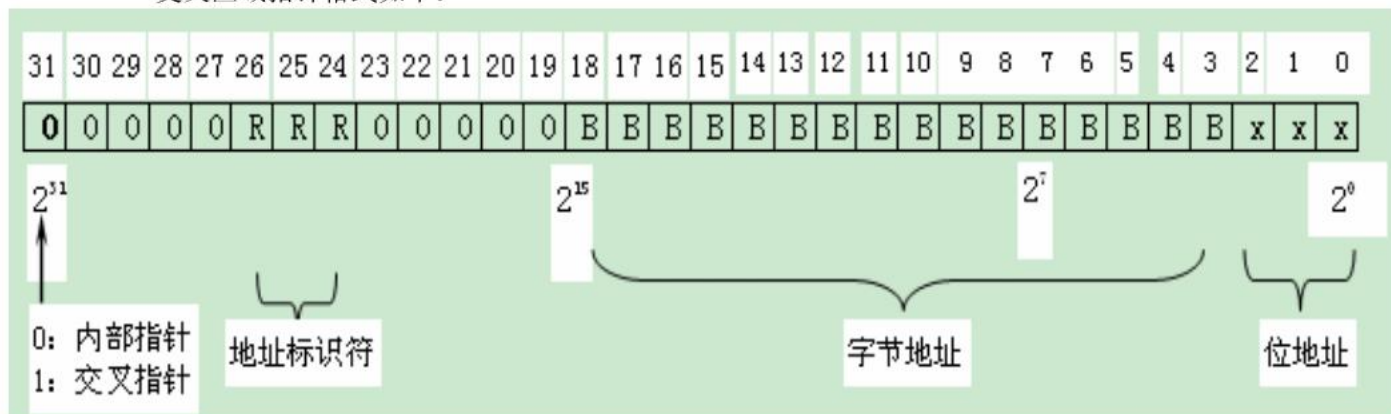 31 30 29 28 27 26 25 24 23 22 21 20 19 18 17 16 15 14 13 12 11 10 9 8 7 6 5 4 3 2 1 0
0 0 0 0 0 R R R 0 0 0 0 0 B B B B B B B B B B B B B B B B x x x
2³¹ 2¹⁵ 2⁷ 2⁰
0: 内部指针
1: 交叉指针
地址标识符
字节地址
位地址